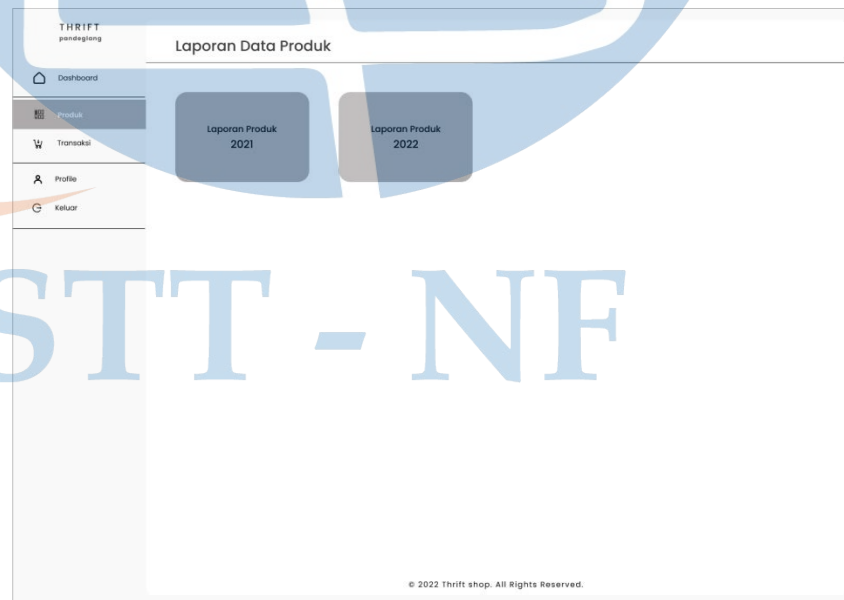 THRIFT
pandeglang
Laporan Data Produk
Dashboard
Produk
Transaksi
Profile
Keluar
Laporan Produk
2021
Laporan Produk
2022
STT - NF
© 2022 Thrift shop. All Rights Reserved.